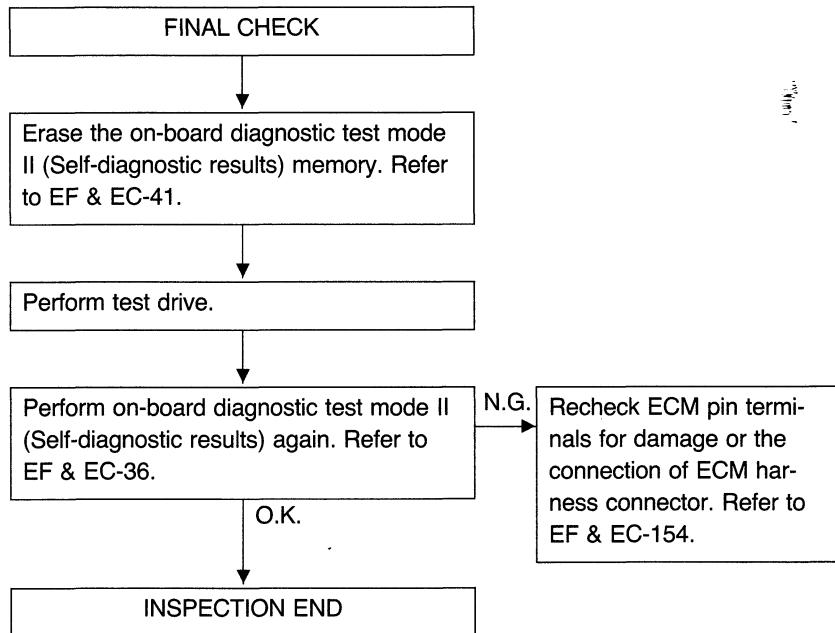 FINAL CHECK
Erase the on-board diagnostic test mode
II (Self-diagnostic results) memory. Refer
to EF & EC-41.
Perform test drive.
Perform on-board diagnostic test mode II
(Self-diagnostic results) again. Refer to
EF & EC-36.
N.G.
Recheck ECM pin termi-
nals for damage or the
connection of ECM har-
ness connector. Refer to
EF & EC-154.
O.K.
INSPECTION END